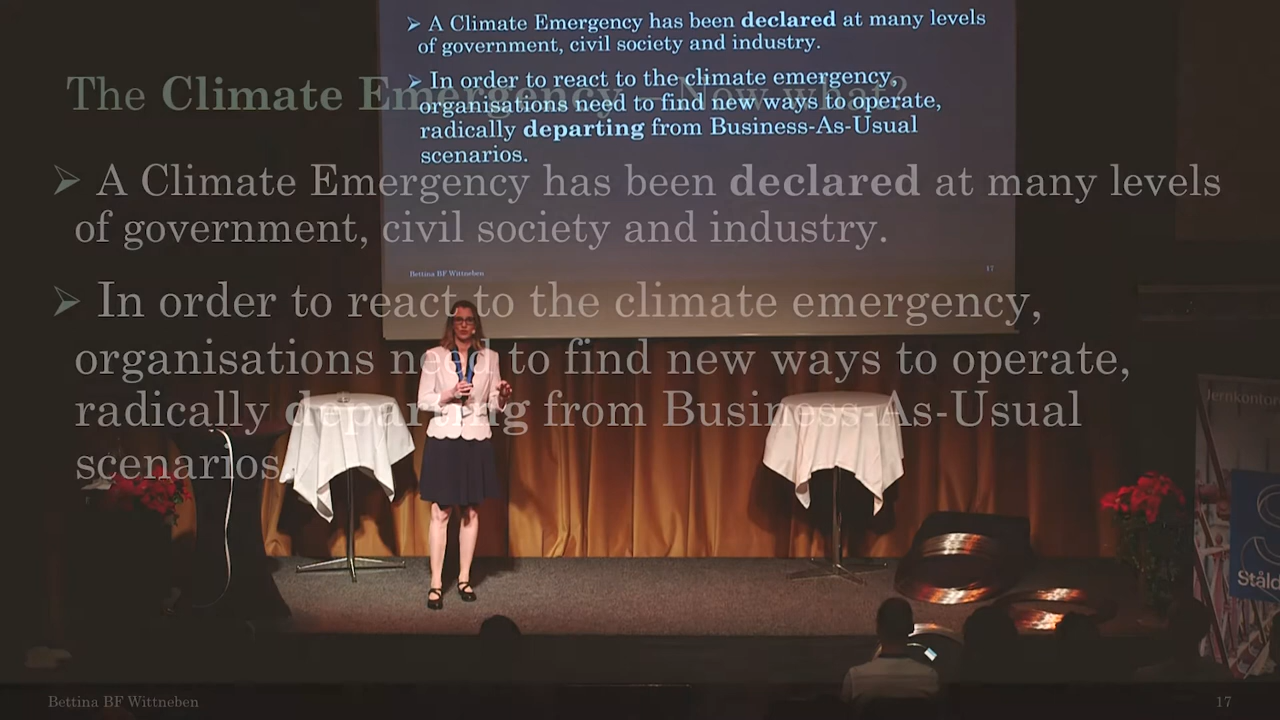 ➢ A Climate Emergency has been declared at many levels
of government, civil society and industry.
➢ In order to react to the climate emergency,
organisations need to find new ways to operate,
radically departing from Business-As-Usual
scenarios.
Bettina BF Wittneben
17
The Climate Emergency Now what?
➢ A Climate Emergency has been declared at many levels
of government, civil society and industry.
➢ In order to react to the climate emergency,
organisations need to find new ways to operate,
radically departing from Business-As-Usual
scenarios.
Jernkontor
Ståld
Bettina BF Wittneben
17